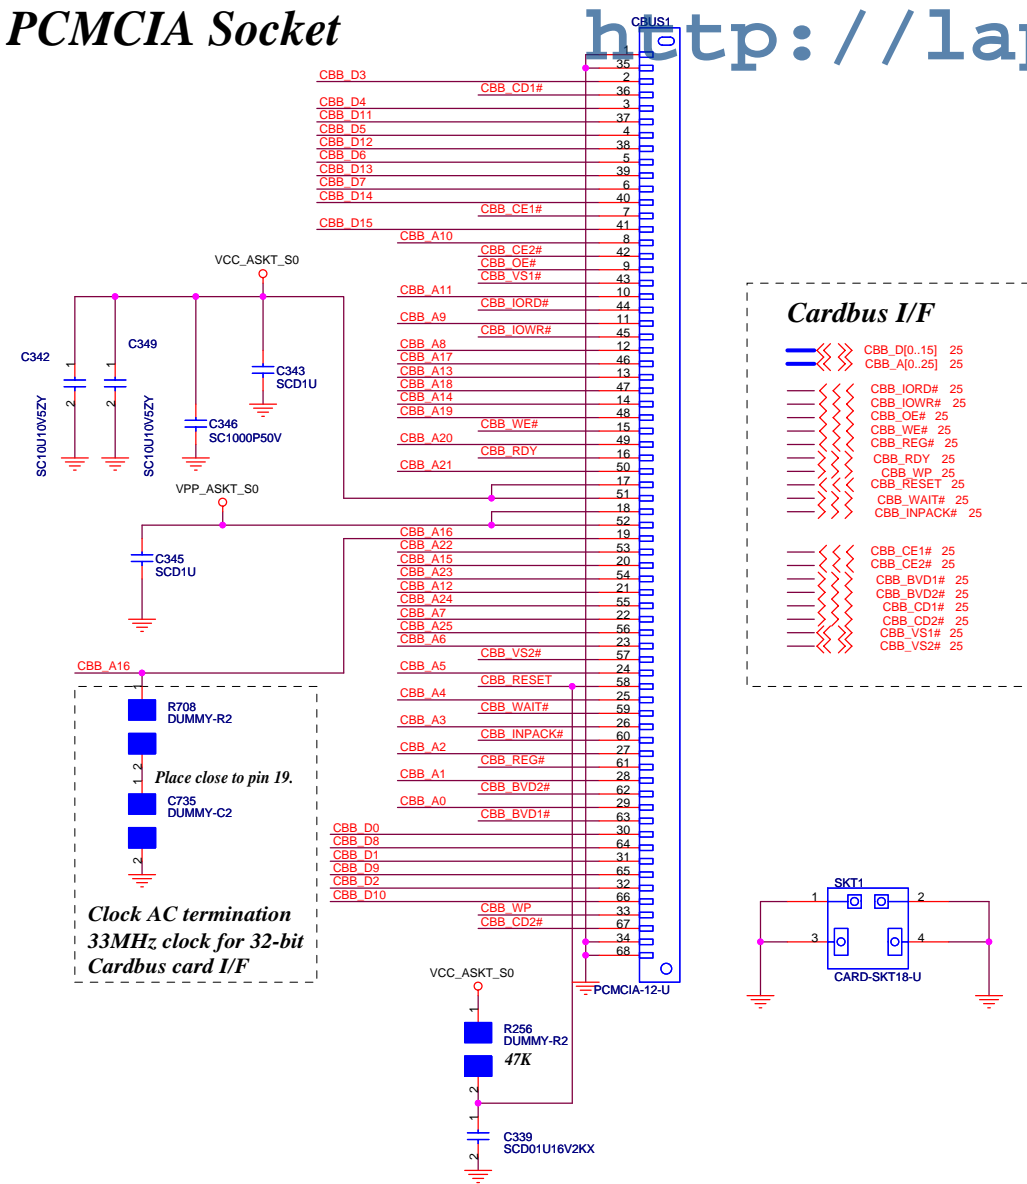 PCMCIA Socket
http://lap
CBUS1
1
35
CBB_D3 2
CBB_CD1# 36
CBB_D4 3
CBB_D11 37
CBB_D5 4
CBB_D12 38
CBB_D6 5
CBB_D13 39
CBB_D7 6
CBB_D14 40
CBB_CE1# 7
CBB_D15 41
CBB_A10 8
CBB_CE2# 42
CBB_OE# 9
CBB_VS1# 43
CBB_A11 10
CBB_IORD# 44
CBB_A9 11
CBB_IOWR# 45
CBB_A8 12
CBB_A17 46
CBB_A13 13
CBB_A18 47
CBB_A14 14
CBB_A19 48
CBB_WE# 15
CBB_A20 49
CBB_RDY 16
CBB_A21 50
17
51
18
52
CBB_A16 19
CBB_A22 53
CBB_A15 20
CBB_A23 54
CBB_A12 21
CBB_A24 55
CBB_A7 22
CBB_A25 56
CBB_A6 23
CBB_VS2# 57
CBB_A5 24
CBB_RESET 58
CBB_A4 25
CBB_WAIT# 59
CBB_A3 26
CBB_INPACK# 60
CBB_A2 27
CBB_REG# 61
CBB_A1 28
CBB_BVD2# 62
CBB_A0 29
CBB_BVD1# 63
CBB_D0 30
CBB_D8 64
CBB_D1 31
CBB_D9 65
CBB_D2 32
CBB_D10 66
CBB_WP 33
CBB_CD2# 67
34
68
PCMCIA-12-U
VCC_ASKT_S0
C342
1
2
SC10U10V5ZY
C349
1
2
SC10U10V5ZY
C346
SC1000P50V
C343
SCD1U
VPP_ASKT_S0
C345
SCD1U
CBB_A16
1
R708
DUMMY-R2
2
Place close to pin 19.
1
C735
DUMMY-C2
2
Clock AC termination
33MHz clock for 32-bit
Cardbus card I/F
VCC_ASKT_S0
1
R256
DUMMY-R2
47K
2
1
C339
SCD01U16V2KX
2
Cardbus I/F
CBB_D[0..15] 25
CBB_A[0..25] 25
CBB_IORD# 25
CBB_IOWR# 25
CBB_OE# 25
CBB_WE# 25
CBB_REG# 25
CBB_RDY 25
CBB_WP 25
CBB_RESET 25
CBB_WAIT# 25
CBB_INPACK# 25
CBB_CE1# 25
CBB_CE2# 25
CBB_BVD1# 25
CBB_BVD2# 25
CBB_CD1# 25
CBB_CD2# 25
CBB_VS1# 25
CBB_VS2# 25
SKT1
1 2
3 4
CARD-SKT18-U